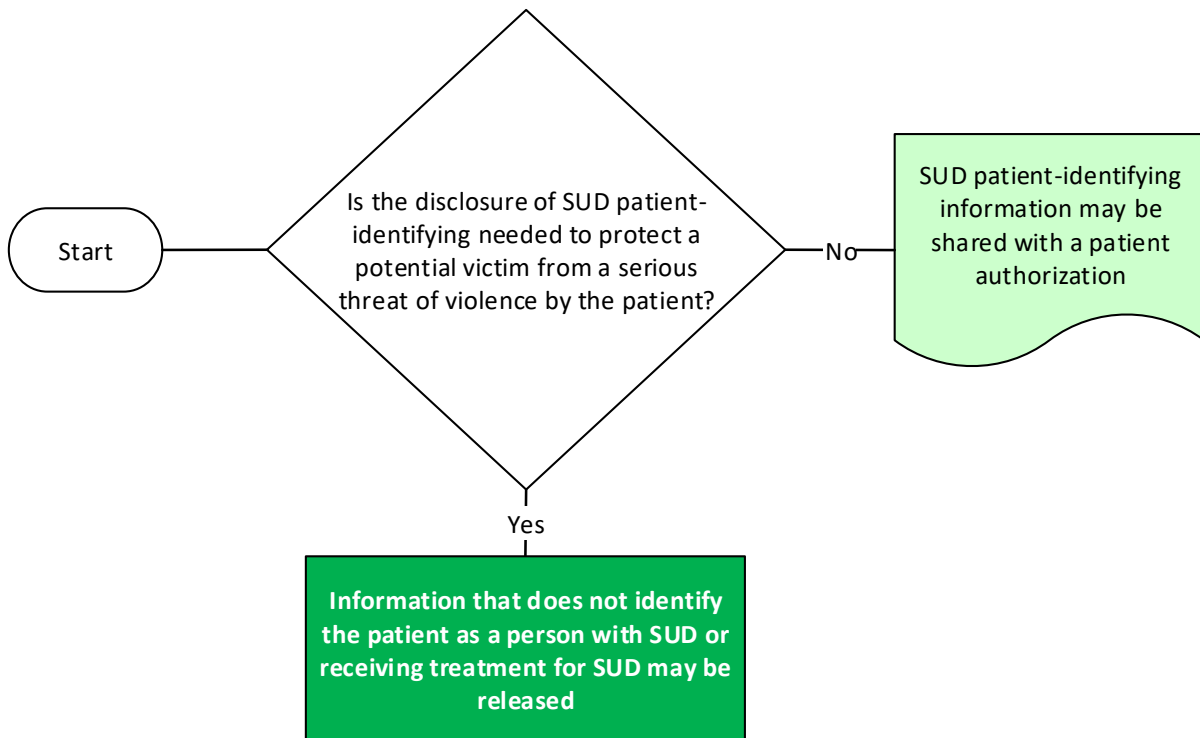 Start
Is the disclosure of SUD patient-
identifying needed to protect a
potential victim from a serious
threat of violence by the patient?
No
SUD patient-identifying
information may be
shared with a patient
authorization
Yes
Information that does not identify
the patient as a person with SUD or
receiving treatment for SUD may be
released